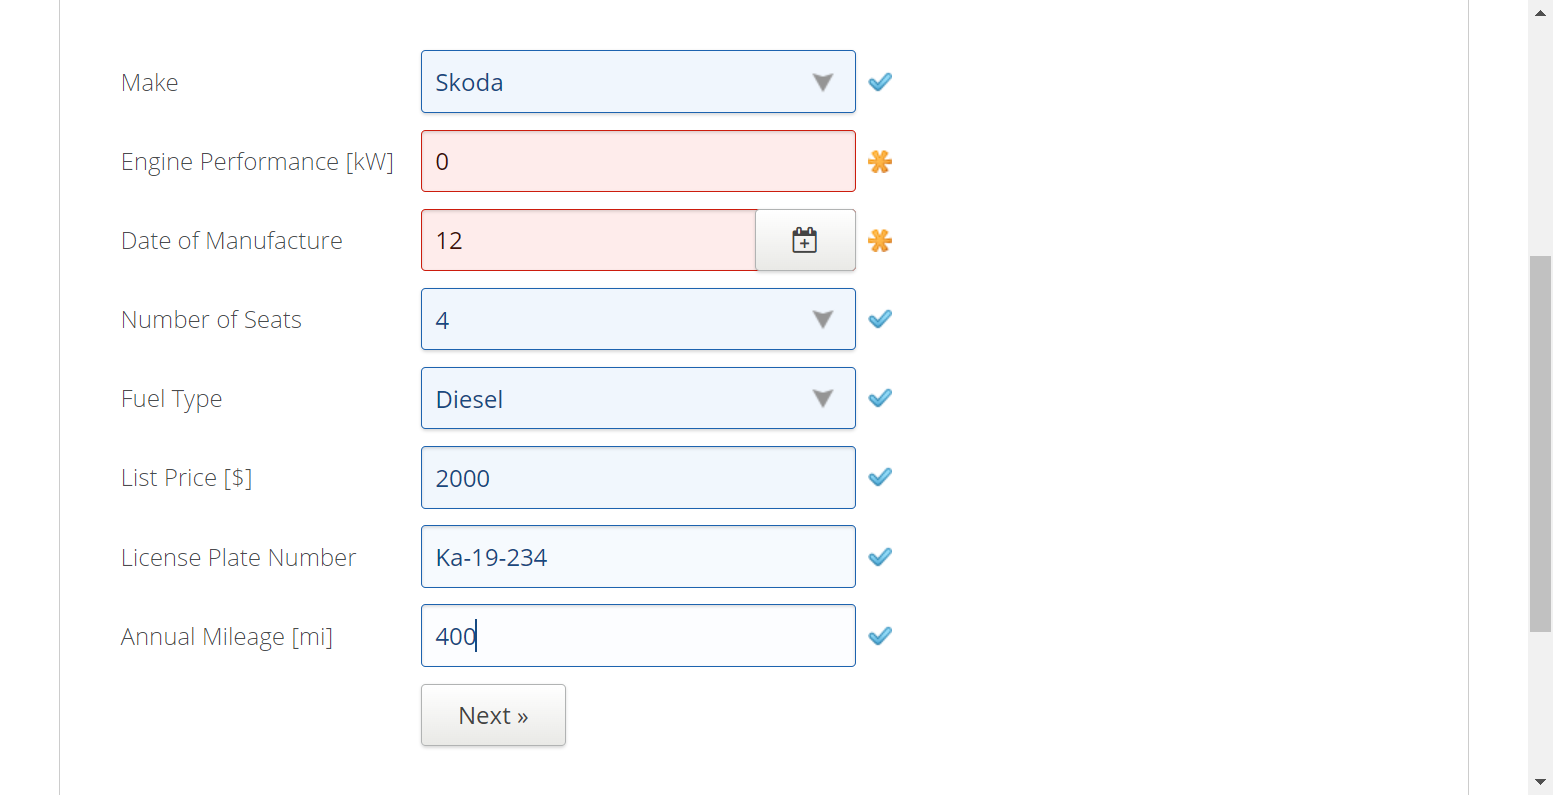 Make Skoda
Engine Performance [kW] 0
Date of Manufacture 12
Number of Seats 4
Fuel Type Diesel
List Price [$] 2000
License Plate Number Ka-19-234
Annual Mileage [mi] 400
Next »